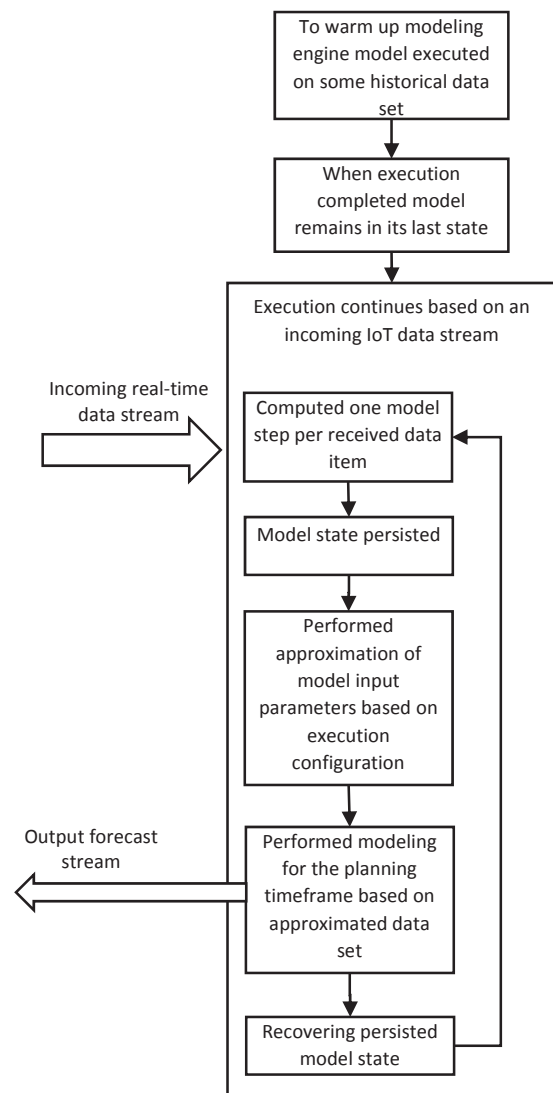 To warm up modeling
engine model executed
on some historical data
set
When execution
completed model
remains in its last state
Execution continues based on an
incoming IoT data stream
Incoming real-time
data stream
Computed one model
step per received data
item
Model state persisted
Performed
approximation of
model input
parameters based on
execution
configuration
Output forecast
stream
Performed modeling
for the planning
timeframe based on
approximated data
set
Recovering persisted
model state